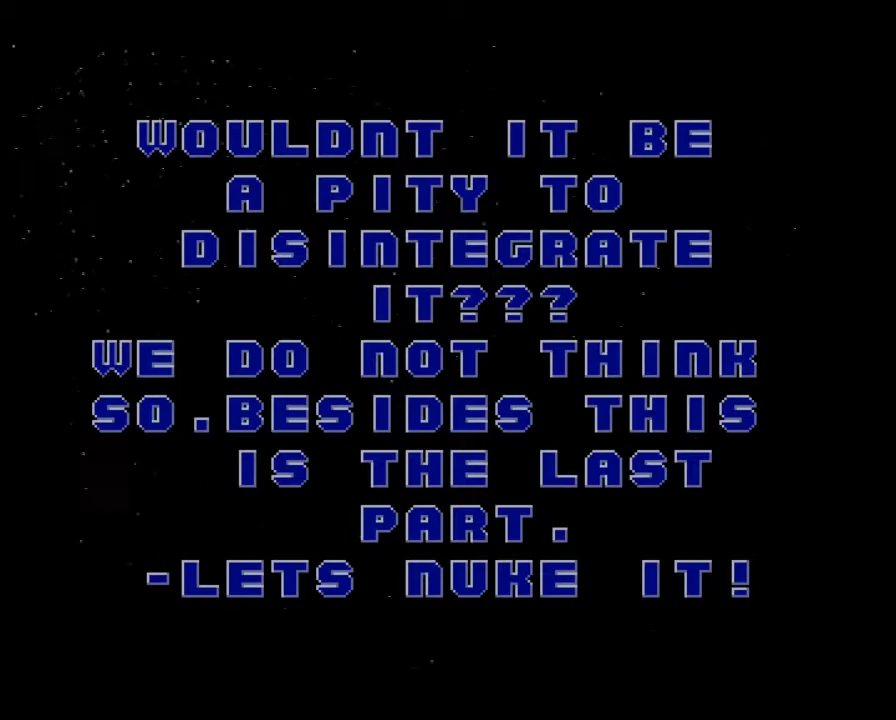 WOULDNT IT BE
A PITY TO
DISINTEGRATE
IT???
WE DO NOT THINK
SO.BESIDES THIS
IS THE LAST
PART.
-LETS NUKE IT!